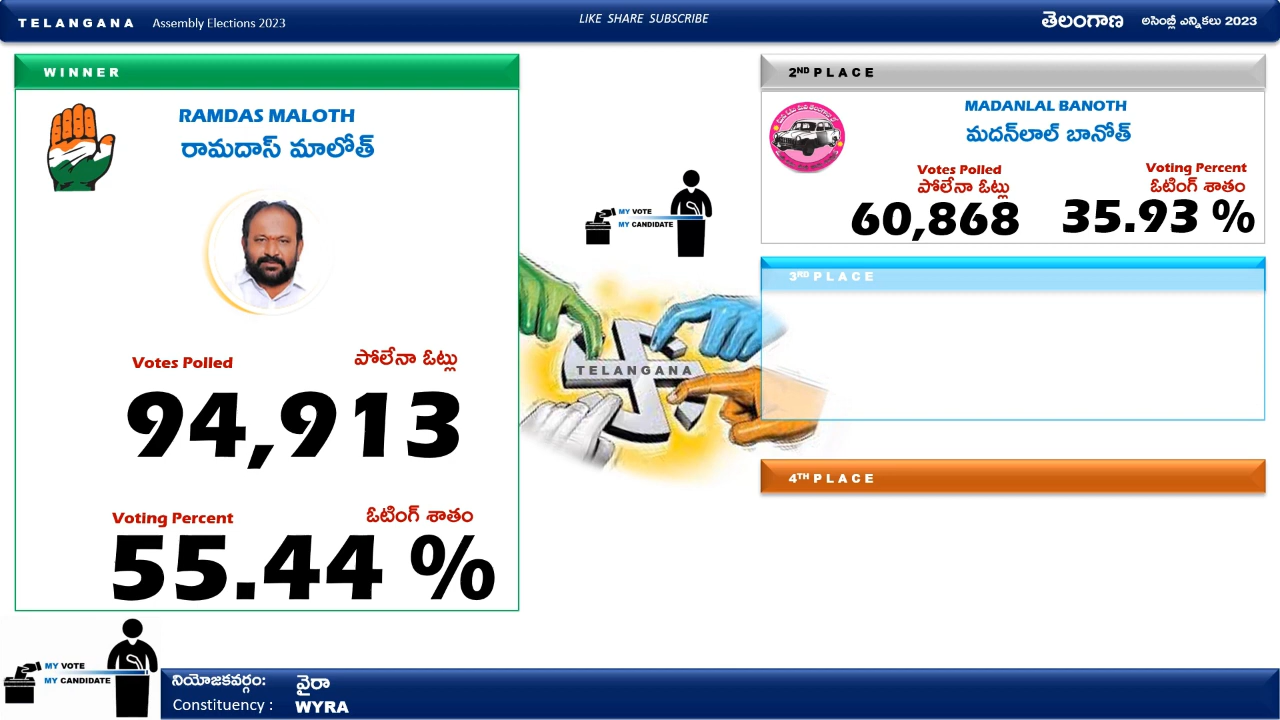 TELANGANA Assembly Elections 2023
LIKE SHARE SUBSCRIBE
తెలంగాణ అసెంబ్లీ ఎన్నికలు 2023
WINNER
RAMDAS MALOTH
రామదాస్ మాలోత్
Votes Polled పోలేనా ఓట్లు
94,913
Voting Percent ఓటింగ్ శాతం
55.44 %
MY VOTE
MY CANDIDATE
TELANGANA
2ND PLACE
MADANLAL BANOTH
మదన్‌లాల్ బానోత్
Votes Polled
పోలేనా ఓట్లు
60,868
Voting Percent
ఓటింగ్ శాతం
35.93 %
3RD PLACE
4TH PLACE
MY VOTE
MY CANDIDATE
నియోజకవర్గం: వైరా
Constituency : WYRA